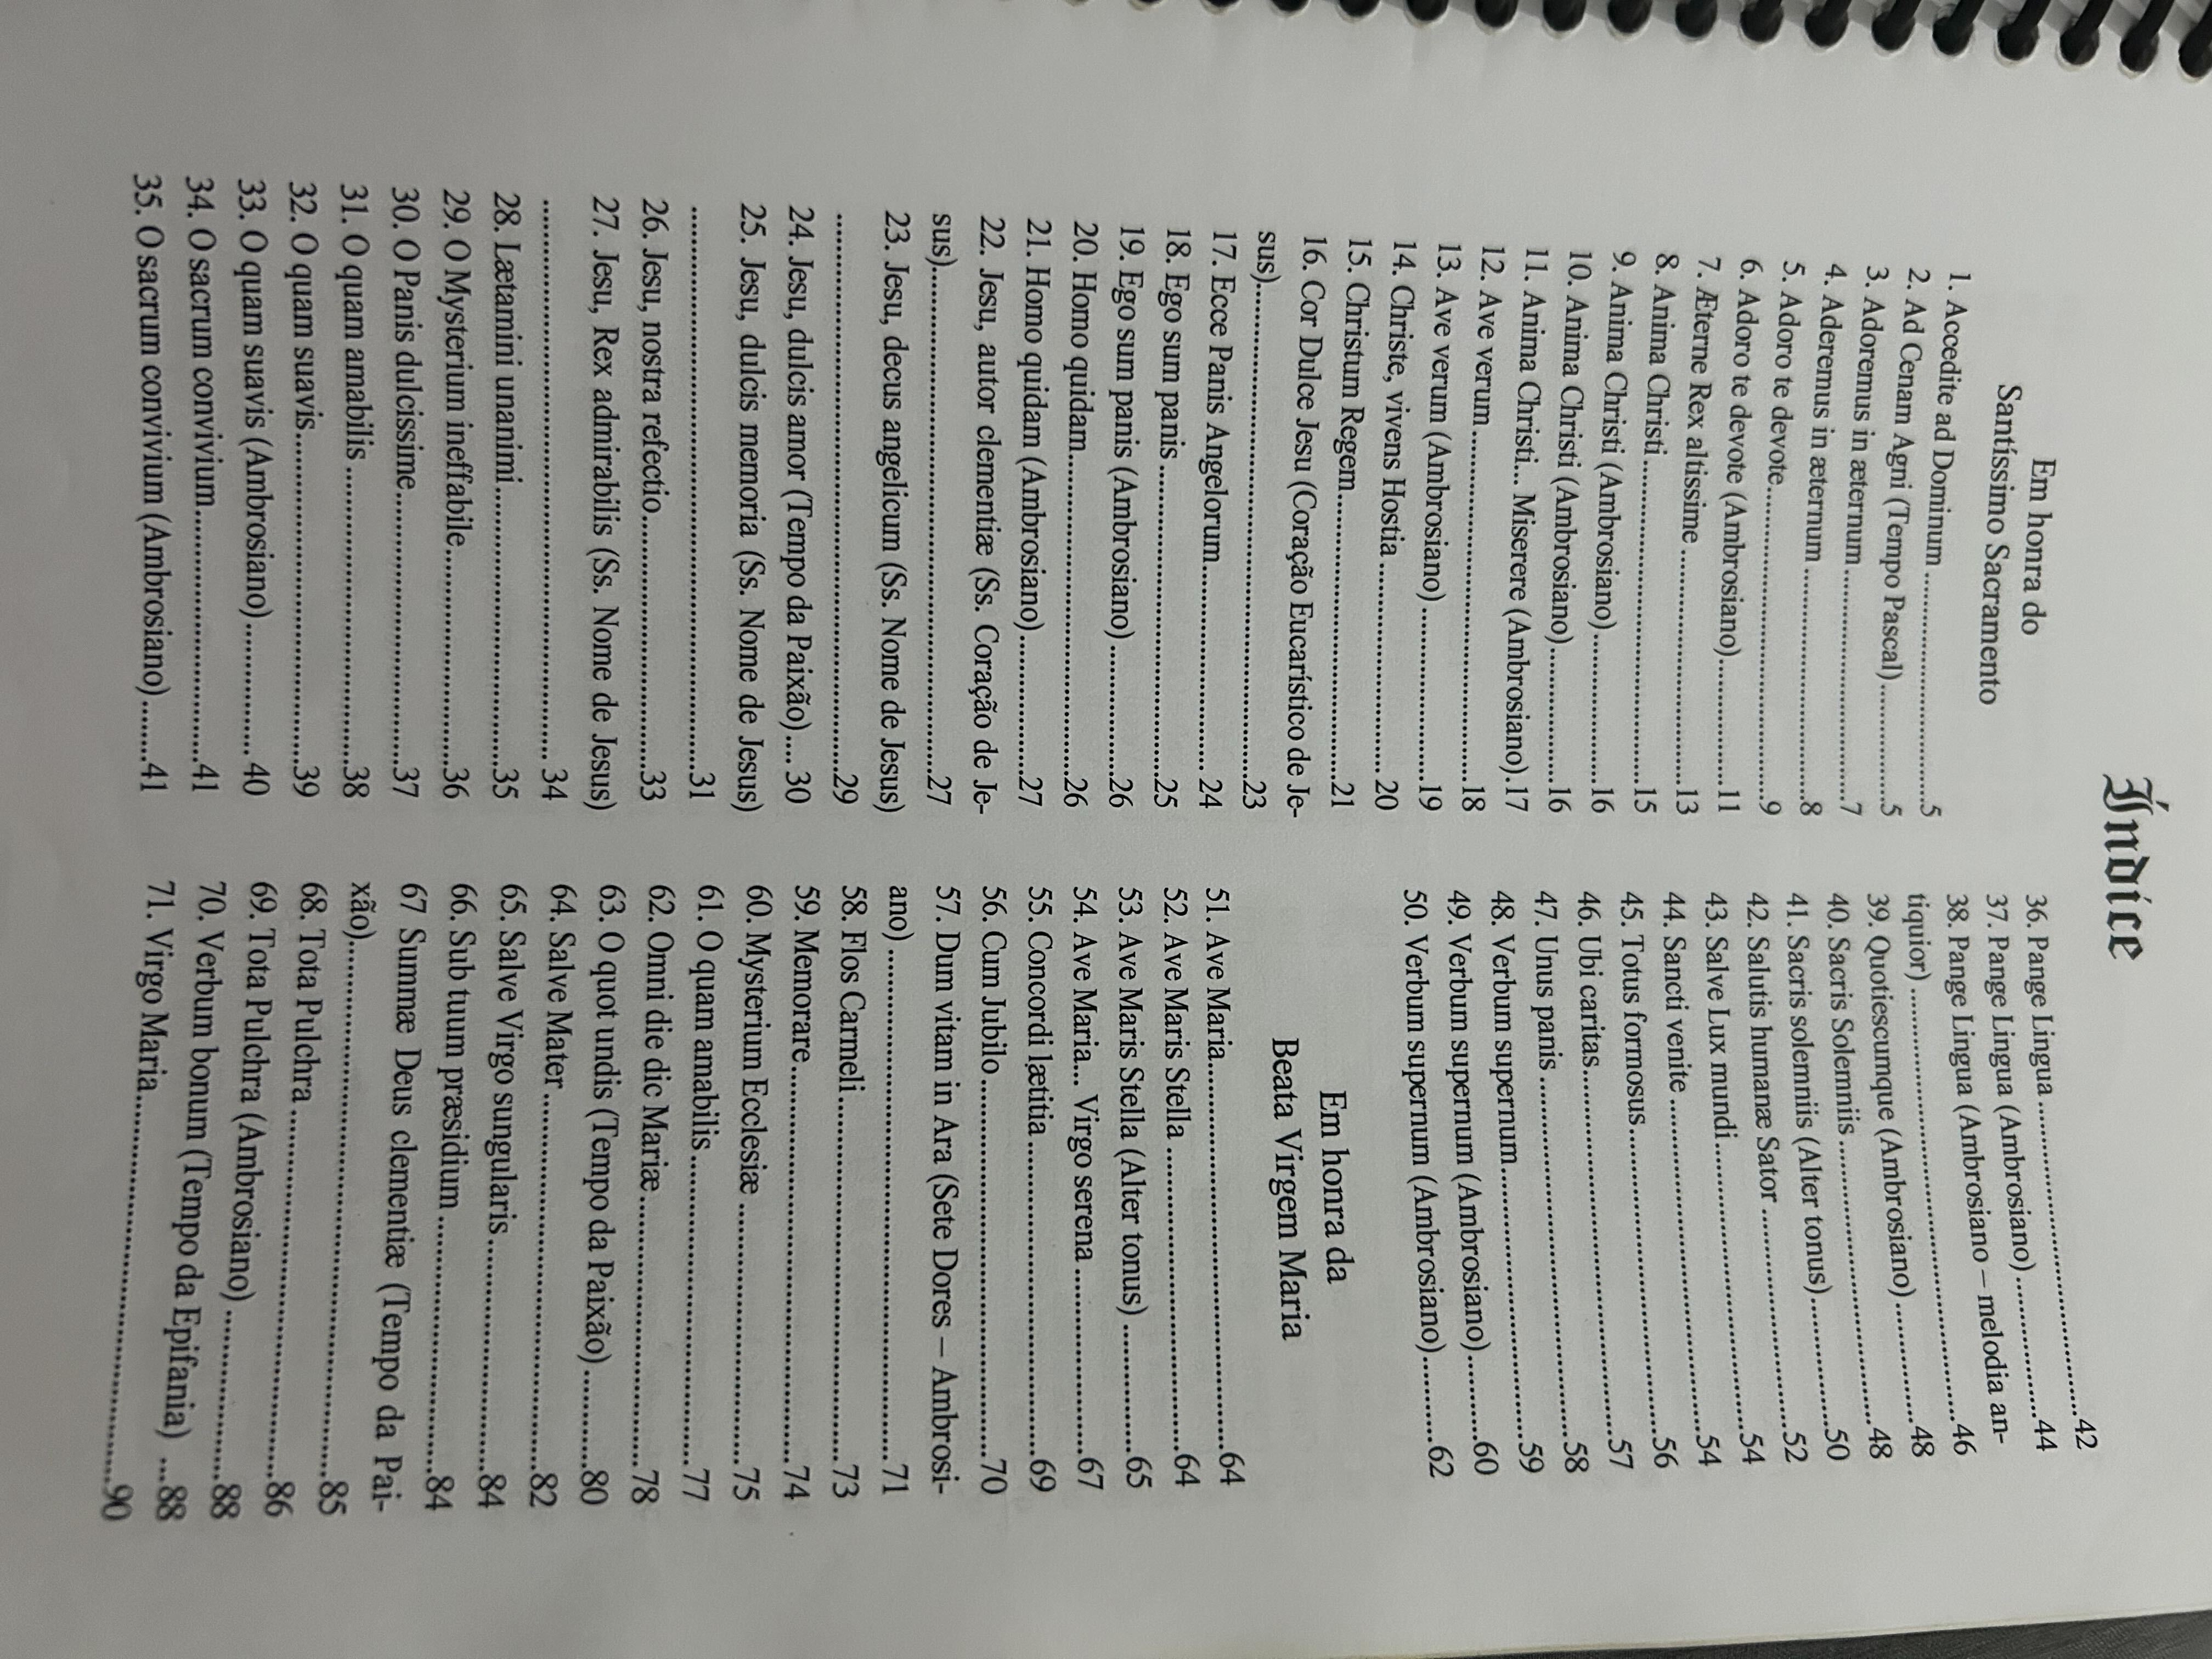 Índice
Em honra do
Santíssimo Sacramento
1. Accedite ad Dominum ........................5
2. Ad Cenam Agni (Tempo Pascal)............5
3. Adoremus in æternum........................7
4. Aderemus in æternum ........................8
5. Adoro te devote................................9
6. Adoro te devote (Ambrosiano)............11
7. Æterne Rex altissime ........................13
8. Anima Christi ................................15
9. Anima Christi (Ambrosiano)...............16
10. Anima Christi (Ambrosiano).............16
11. Anima Christi... Miserere (Ambrosiano).17
12. Ave verum....................................18
13. Ave verum (Ambrosiano)..................19
14. Christe, vivens Hostia .....................20
15. Christum Regem.............................21
16. Cor Dulce Jesu (Coração Eucarístico de Je-
sus)................................................23
17. Ecce Panis Angelorum......................24
18. Ego sum panis ...............................25
19. Ego sum panis (Ambrosiano).............26
20. Homo quidam................................26
21. Homo quidam (Ambrosiano).............27
22. Jesu, autor clementiæ (Ss. Coração de Je-
sus)................................................27
23. Jesu, decus angelicum (Ss. Nome de Jesus)
....................................................29
24. Jesu, dulcis amor (Tempo da Paixão)....30
25. Jesu, dulcis memoria (Ss. Nome de Jesus)
....................................................31
26. Jesu, nostra refectio........................33
27. Jesu, Rex admirabilis (Ss. Nome de Jesus)
....................................................34
28. Lætamini unanimi...........................35
29. O Mysterium ineffabile.....................36
30. O Panis dulcissime..........................37
31. O quam amabilis .............................38
32. O quam suavis................................39
33. O quam suavis (Ambrosiano).............40
34. O sacrum convivium........................41
35. O sacrum convivium (Ambrosiano)......41
36. Pange Lingua .................................42
37. Pange Lingua (Ambrosiano)...............44
38. Pange Lingua (Ambrosiano – melodia an-
tiquior) ..........................................46
39. Quotiescumque (Ambrosiano)............48
40. Sacris Solemniis .............................48
41. Sacris solemniis (Alter tonus).............50
42. Salutis humanæ Sator ......................52
43. Salve Lux mundi.............................54
44. Sancti venite ..................................54
45. Totus formosus...............................56
46. Ubi caritas.....................................57
47. Unus panis ....................................58
48. Verbum supernum..........................59
49. Verbum supernum (Ambrosiano)........60
50. Verbum supernum (Ambrosiano)........62
Em honra da
Beata Virgem Maria
51. Ave Maria......................................64
52. Ave Maris Stella .............................64
53. Ave Maris Stella (Alter tonus) ............65
54. Ave Maria... Virgo serena .................67
55. Concordi lætitia..............................69
56. Cum Jubilo ....................................70
57. Dum vitam in Ara (Sete Dores – Ambrosi-
ano) ..............................................71
58. Flos Carmeli...................................73
59. Memorare......................................74
60. Mysterium Ecclesiæ ........................75
61. O quam amabilis ............................77
62. Omni die dic Mariæ.........................78
63. O quot undis (Tempo da Paixão) .........80
64. Salve Mater ...................................82
65. Salve Virgo sungularis .....................84
66. Sub tuum præsidium .......................84
67 Summæ Deus clementiæ (Tempo da Pai-
xão)...............................................85
68. Tota Pulchra ..................................85
69. Tota Pulchra (Ambrosiano) ...............86
70. Verbum bonum (Tempo da Epifania) ...88
71. Virgo Maria....................................90